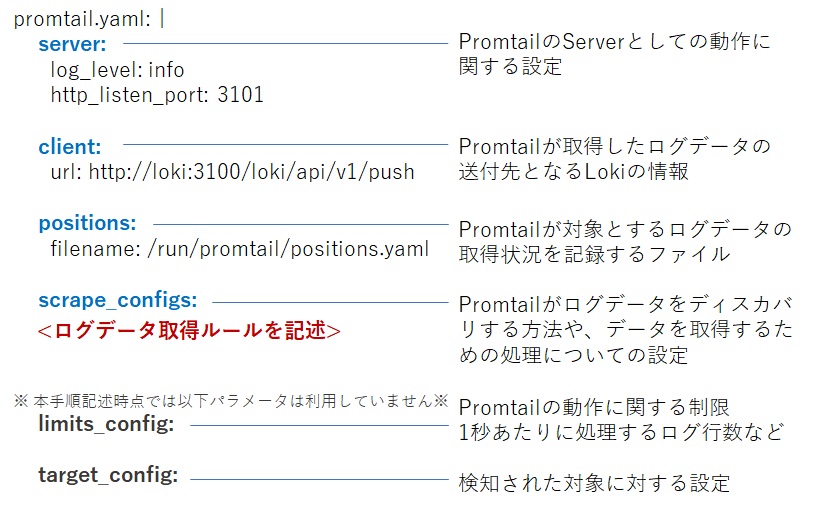 promtail.yaml: |
server:
log_level: info
http_listen_port: 3101
PromtailのServerとしての動作に
関する設定
client:
url: http://loki:3100/loki/api/v1/push
Promtailが取得したログデータの
送付先となるLokiの情報
positions:
filename: /run/promtail/positions.yaml
Promtailが対象とするログデータの
取得状況を記録するファイル
scrape_configs:
<ログデータ取得ルールを記述>
Promtailがログデータをディスカバ
リする方法や、データを取得するた
めの処理についての設定
※ 本手順記述時点では以下パラメータは利用していません※
limits_config:
Promtailの動作に関する制限
1秒あたりに処理するログ行数など
target_config:
検知された対象に対する設定